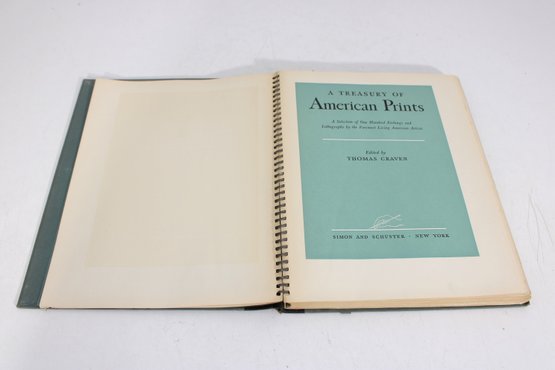 A TREASURY OF
American Prints
A Selection of One Hundred Etchings and
Lithographs by the Foremost Living American Artists
Edited by
THOMAS CRAVEN
SIMON AND SCHUSTER · NEW YORK